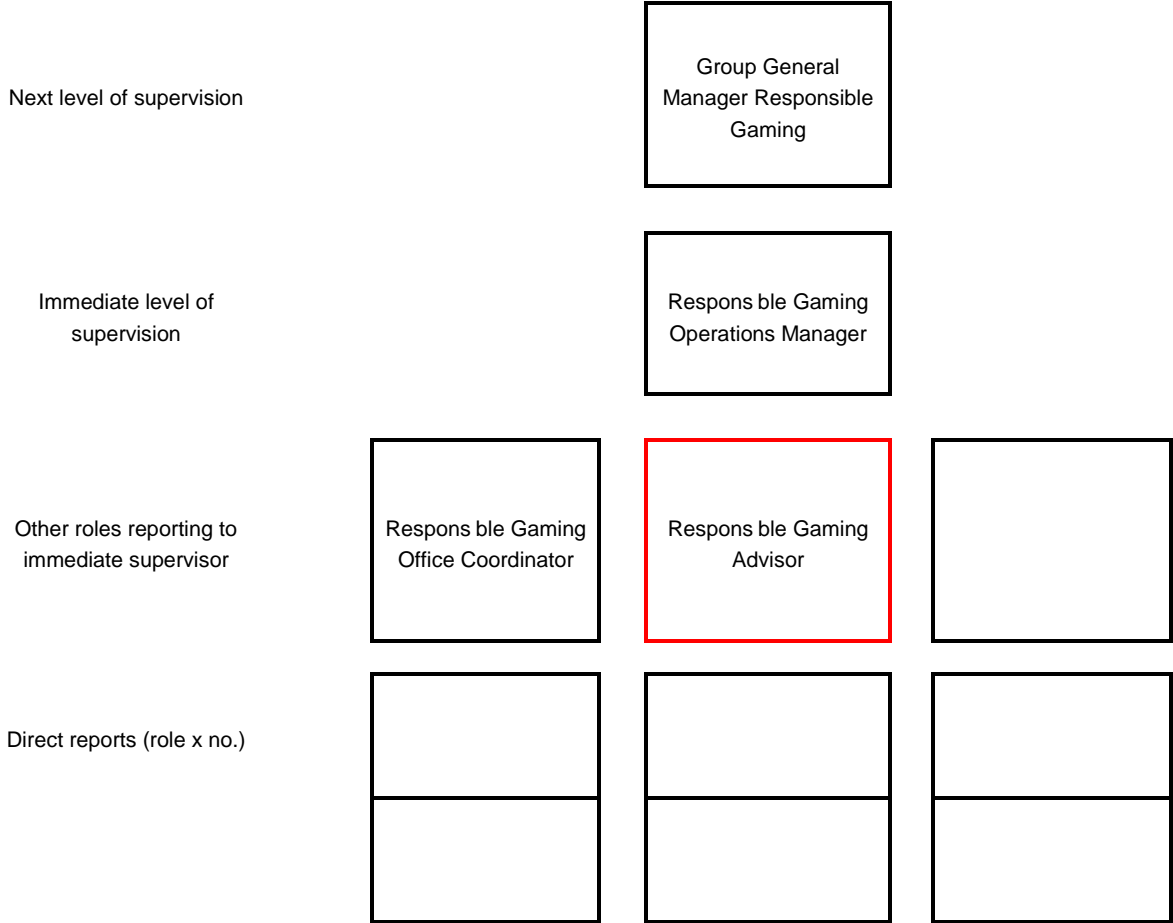 Next level of supervision
Group General
Manager Responsible
Gaming
Immediate level of
supervision
Respons ble Gaming
Operations Manager
Other roles reporting to
immediate supervisor
Respons ble Gaming
Office Coordinator
Respons ble Gaming
Advisor
Direct reports (role x no.)